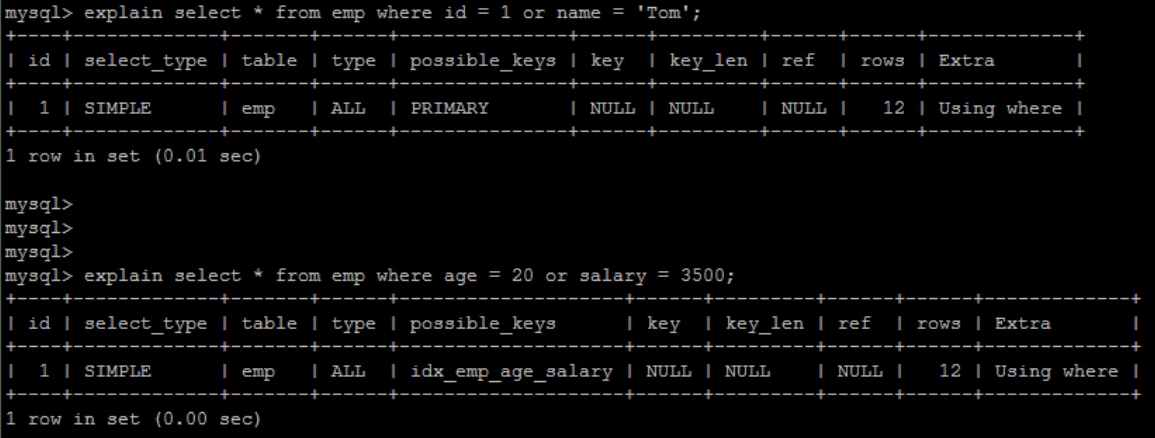 mysql> explain select * from emp where id = 1 or name = 'Tom';
+----+-------------+-------+------+---------------+------+---------+------+------+-------------+
| id | select_type | table | type | possible_keys | key | key_len | ref | rows | Extra |
+----+-------------+-------+------+---------------+------+---------+------+------+-------------+
| 1 | SIMPLE | emp | ALL | PRIMARY | NULL | NULL | NULL | 12 | Using where |
+----+-------------+-------+------+---------------+------+---------+------+------+-------------+
1 row in set (0.01 sec)
mysql>
mysql>
mysql>
mysql> explain select * from emp where age = 20 or salary = 3500;
+----+-------------+-------+------+--------------------+------+---------+------+------+-------------+
| id | select_type | table | type | possible_keys | key | key_len | ref | rows | Extra |
+----+-------------+-------+------+--------------------+------+---------+------+------+-------------+
| 1 | SIMPLE | emp | ALL | idx_emp_age_salary | NULL | NULL | NULL | 12 | Using where |
+----+-------------+-------+------+--------------------+------+---------+------+------+-------------+
1 row in set (0.00 sec)